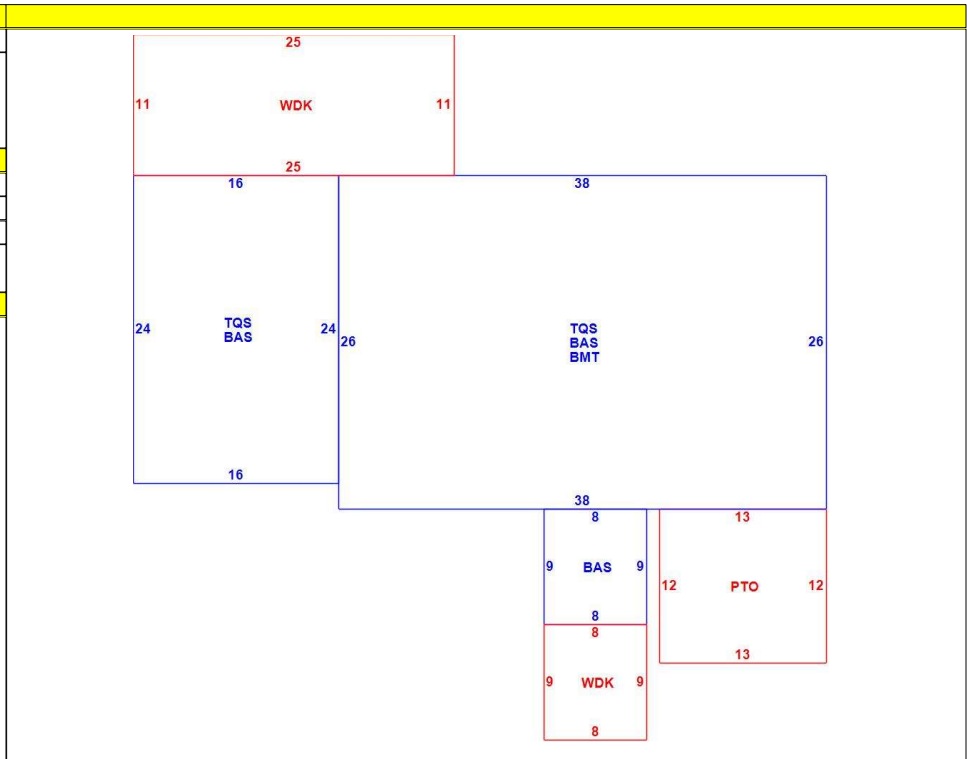 25
11 WDK 11
25
16 38
TQS
BAS
24 24
26 26
TQS
BAS
BMT
16
38
8 13
9 BAS 9
12 PTO 12
8
8
13
9 WDK 9
8